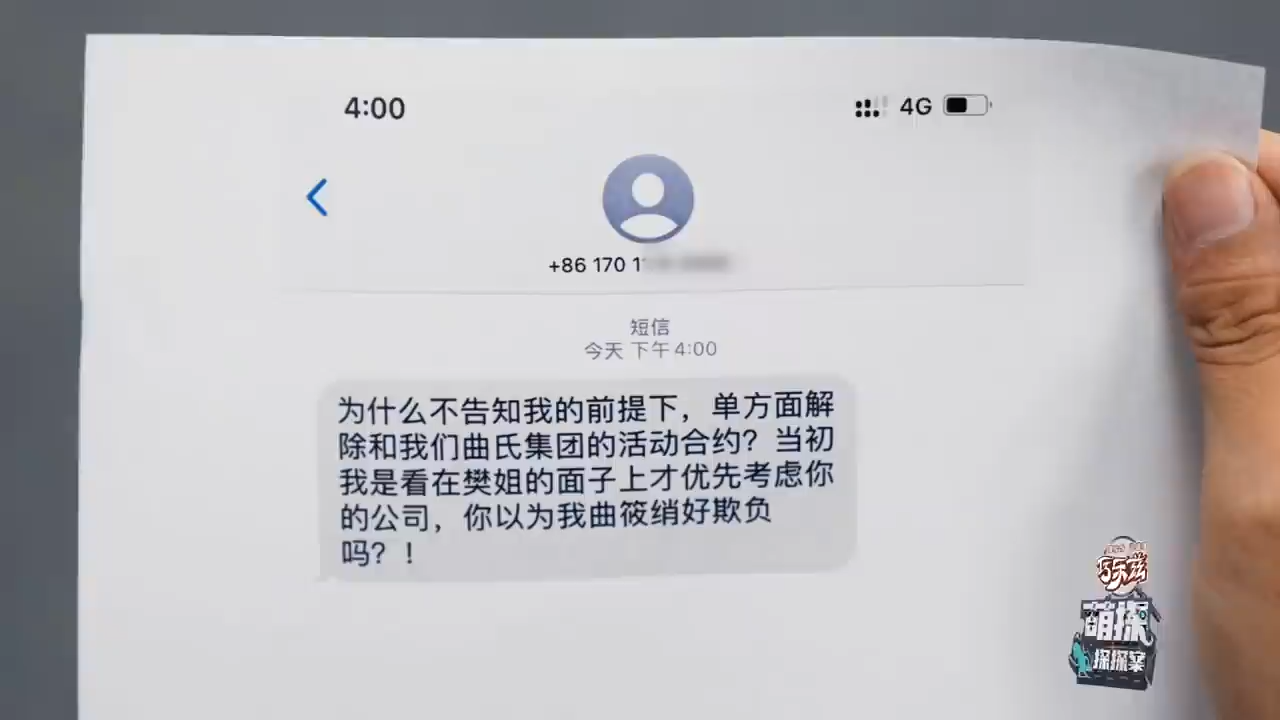 4:00
4G
+86 170 1
短信
今天 下午 4:00
为什么不告知我的前提下，单方面解
除和我们曲氏集团的活动合约？当初
我是看在樊姐的面子上才优先考虑你
的公司，你以为我曲筱绡好欺负
吗？！
巧乐兹
萌探
探探案